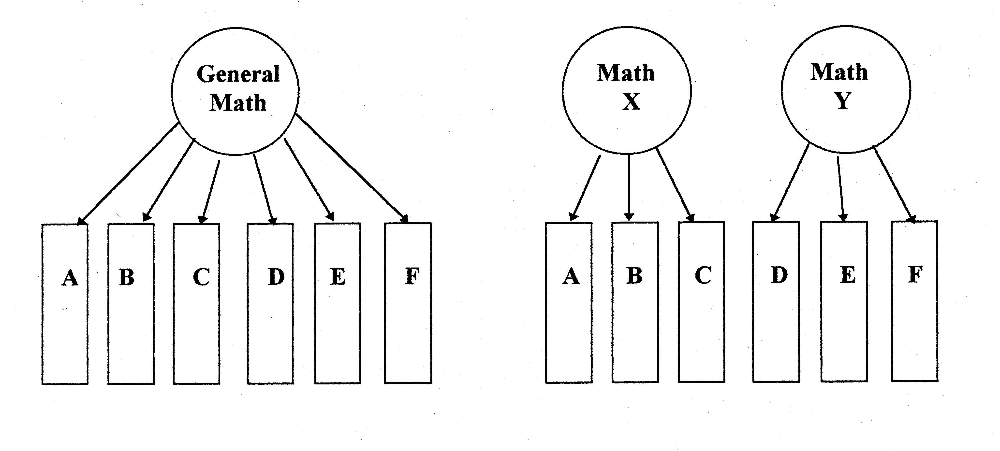 General
Math
A B C D E F
Math
X
Math
Y
A B C D E F